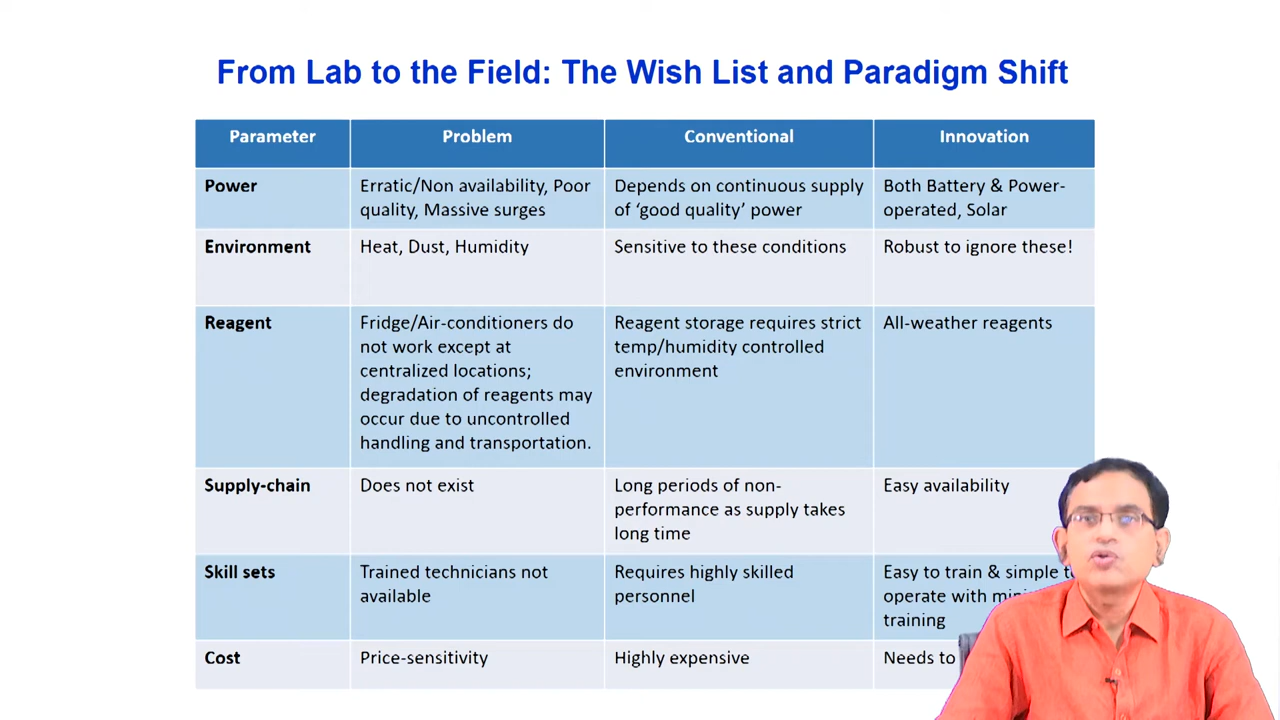 From Lab to the Field: The Wish List and Paradigm Shift
Parameter
Problem
Conventional
Innovation
Power
Erratic/Non availability, Poor
quality, Massive surges
Depends on continuous supply
of ‘good quality’ power
Both Battery & Power-
operated, Solar
Environment
Heat, Dust, Humidity
Sensitive to these conditions
Robust to ignore these!
Reagent
Fridge/Air-conditioners do
not work except at
centralized locations;
degradation of reagents may
occur due to uncontrolled
handling and transportation.
Reagent storage requires strict
temp/humidity controlled
environment
All-weather reagents
Supply-chain
Does not exist
Long periods of non-
performance as supply takes
long time
Easy availability
Skill sets
Trained technicians not
available
Requires highly skilled
personnel
Easy to train & simple
operate with
training
Cost
Price-sensitivity
Highly expensive
Needs to